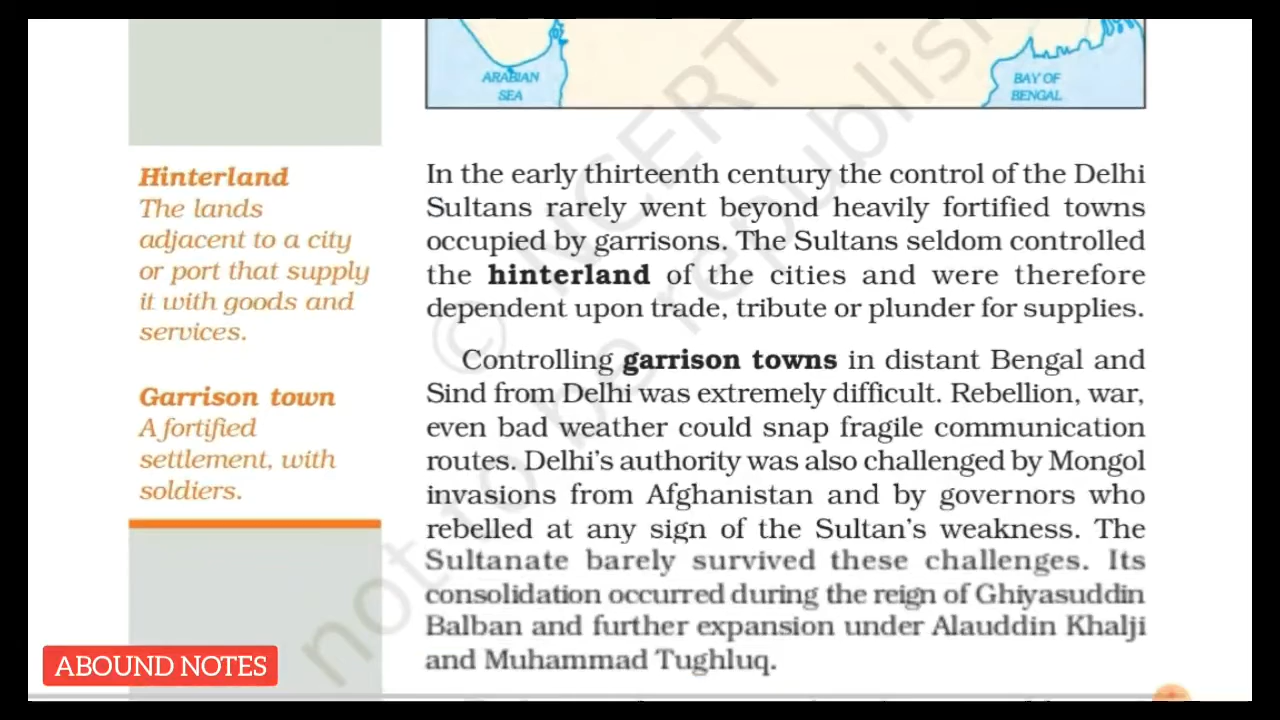 ARABIAN
SEA
BAY OF
BENGAL
Hinterland
The lands
adjacent to a city
or port that supply
it with goods and
services.
Garrison town
A fortified
settlement, with
soldiers.
In the early thirteenth century the control of the Delhi
Sultans rarely went beyond heavily fortified towns
occupied by garrisons. The Sultans seldom controlled
the hinterland of the cities and were therefore
dependent upon trade, tribute or plunder for supplies.
Controlling garrison towns in distant Bengal and
Sind from Delhi was extremely difficult. Rebellion, war,
even bad weather could snap fragile communication
routes. Delhi's authority was also challenged by Mongol
invasions from Afghanistan and by governors who
rebelled at any sign of the Sultan's weakness. The
Sultanate barely survived these challenges. Its
consolidation occurred during the reign of Ghiyasuddin
Balban and further expansion under Alauddin Khalji
and Muhammad Tughluq.
© NCERT
not to be republish
ABOUND NOTES